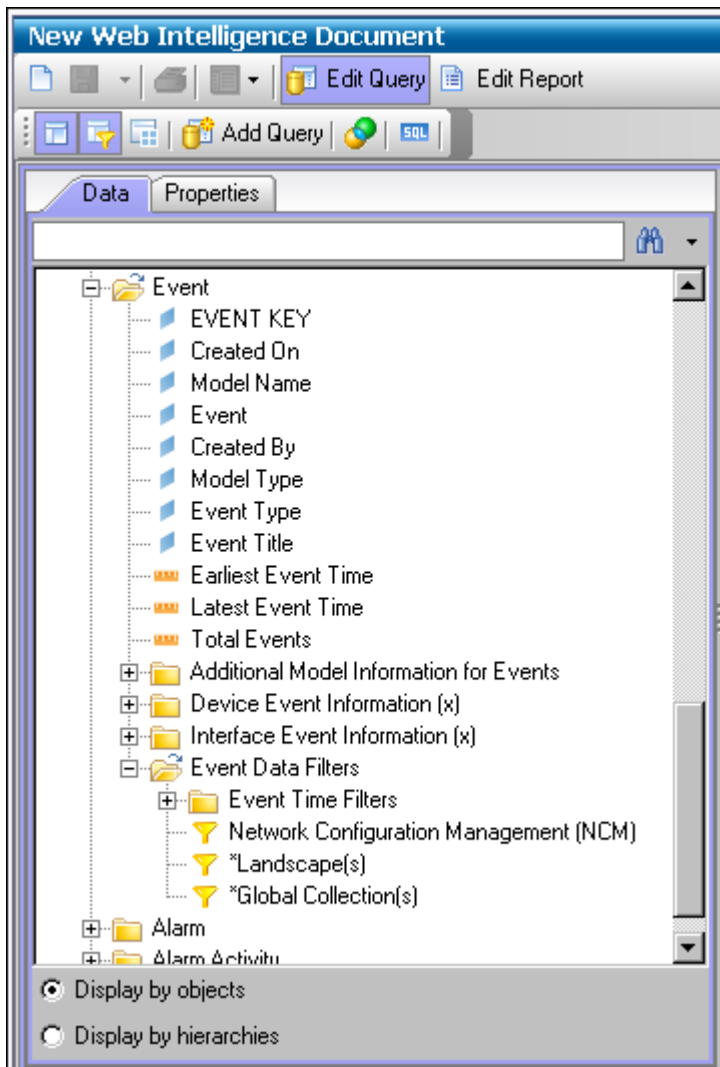 New Web Intelligence Document
Edit Query Edit Report
Add Query SQL
Data Properties
Event
EVENT KEY
Created On
Model Name
Event
Created By
Model Type
Event Type
Event Title
Earliest Event Time
Latest Event Time
Total Events
Additional Model Information for Events
Device Event Information (x)
Interface Event Information (x)
Event Data Filters
Event Time Filters
Network Configuration Management (NCM)
*Landscape(s)
*Global Collection(s)
Alarm
Alarm Activity
Display by objects
Display by hierarchies